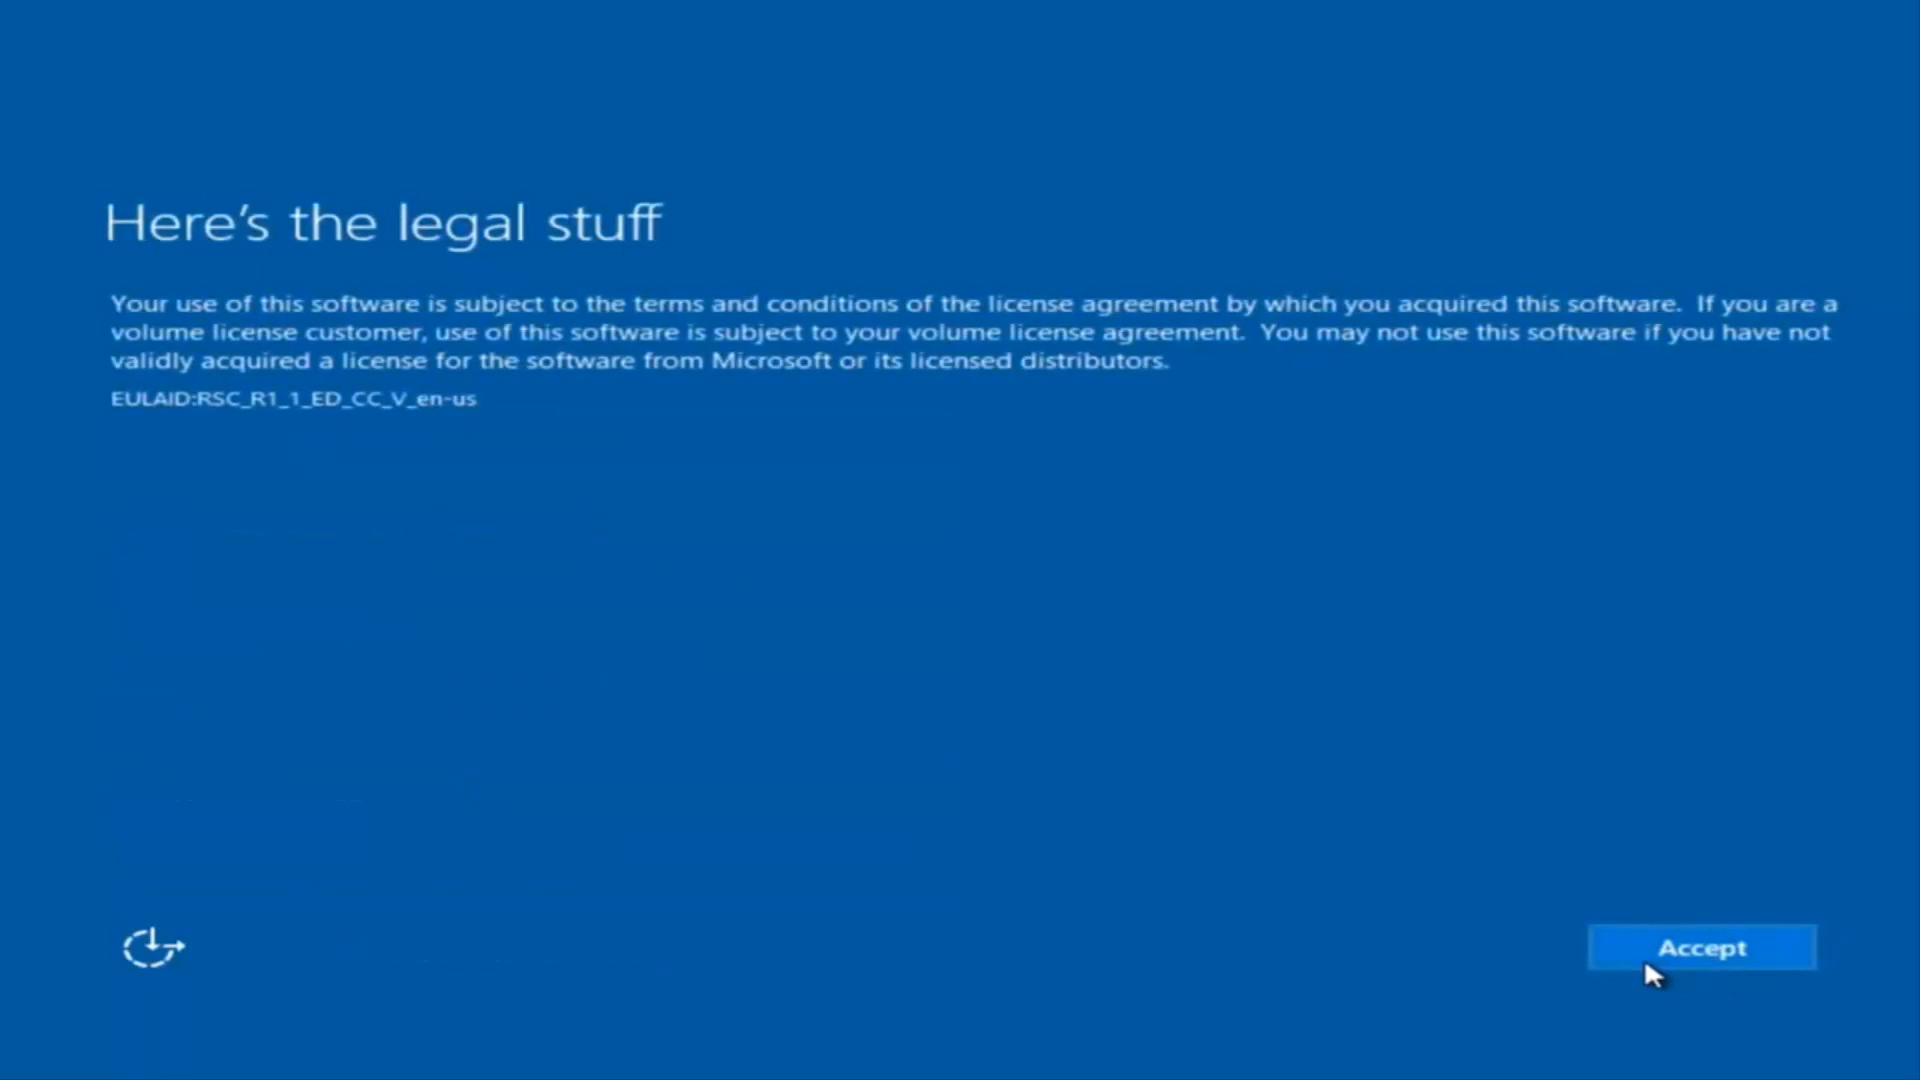 Here's the legal stuff
Your use of this software is subject to the terms and conditions of the license agreement by which you acquired this software.  If you are a
volume license customer, use of this software is subject to your volume license agreement.  You may not use this software if you have not
validly acquired a license for the software from Microsoft or its licensed distributors.
EULAID:RSC_R1_1_ED_CC_V_en-us
Accept